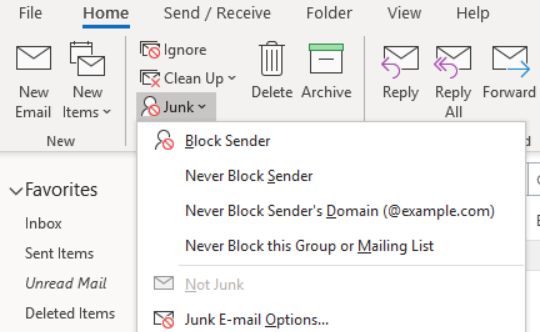 File Home Send / Receive Folder View Help
Ignore
Clean Up
Junk
New Email
New Items
Delete
Archive
Reply
Reply All
Forward
New
Block Sender
Never Block Sender
Never Block Sender's Domain (@example.com)
Never Block this Group or Mailing List
Not Junk
Junk E-mail Options...
Favorites
Inbox
Sent Items
Unread Mail
Deleted Items